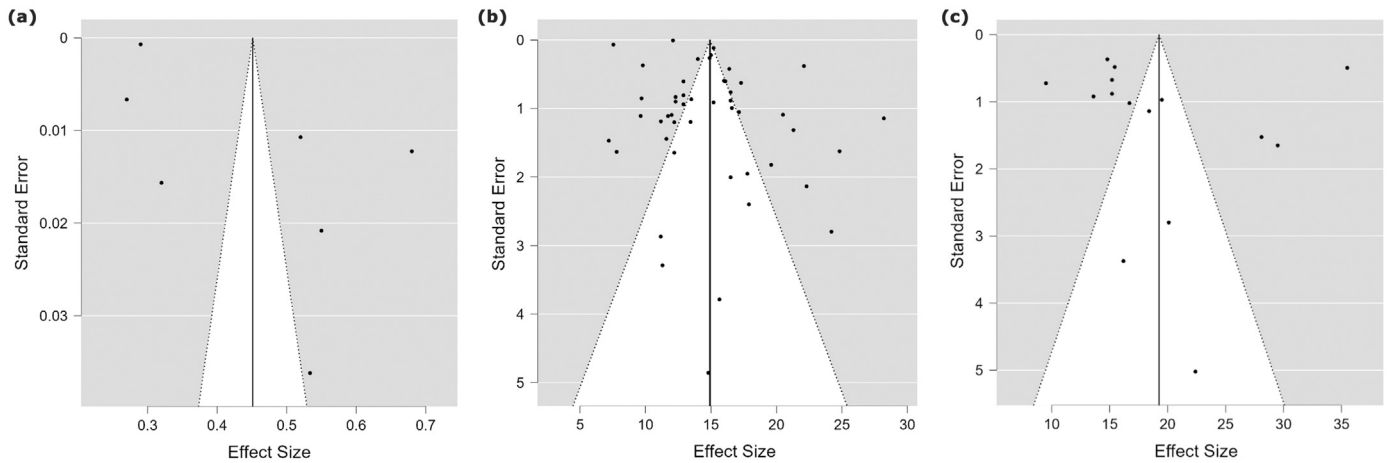 (a)
0
0.01
0.02
0.03
Standard Error
0.3 0.4 0.5 0.6 0.7
Effect Size
(b)
0
1
2
3
4
5
Standard Error
5 10 15 20 25 30
Effect Size
(c)
0
1
2
3
4
5
Standard Error
10 15 20 25 30 35
Effect Size